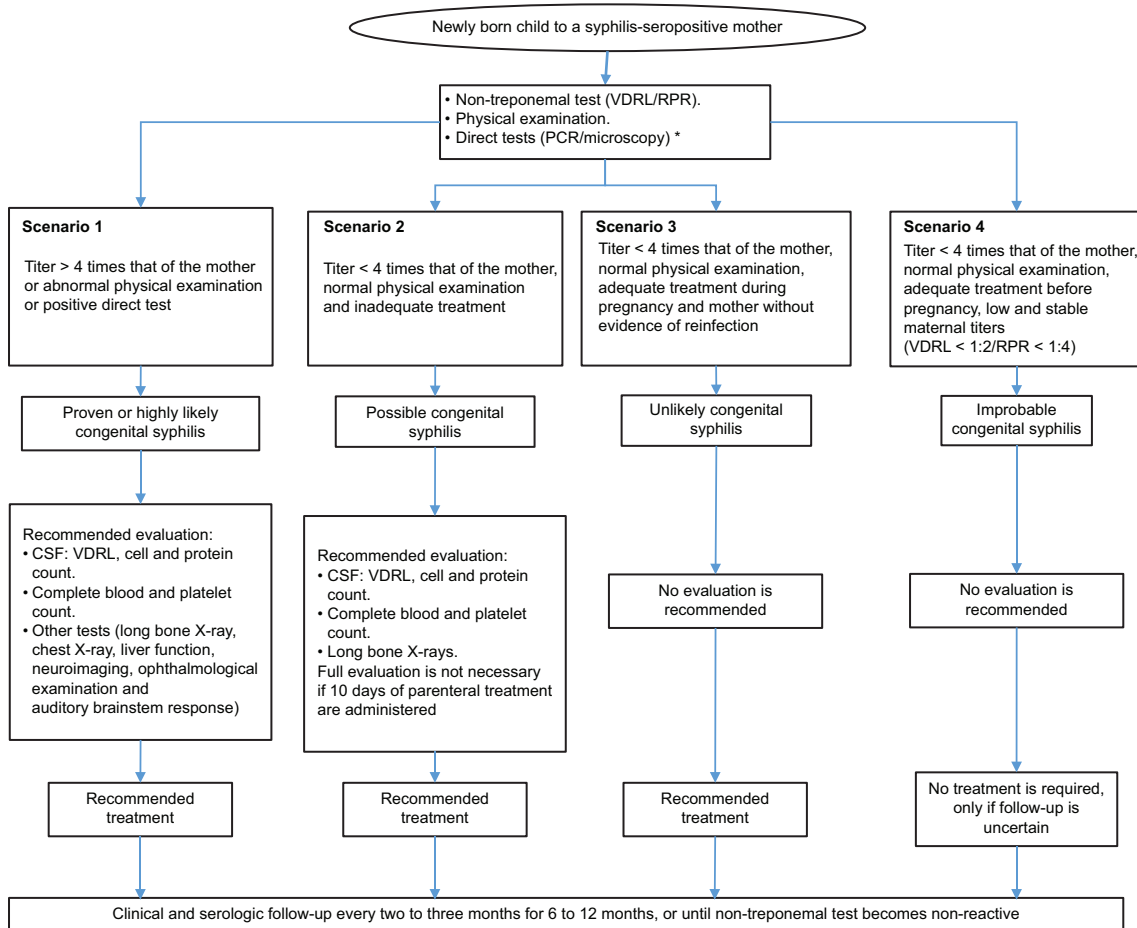 Newly born child to a syphilis-seropositive mother
• Non-treponemal test (VDRL/RPR).
• Physical examination.
• Direct tests (PCR/microscopy) *
Scenario 1
Titer > 4 times that of the mother
or abnormal physical examination
or positive direct test
Scenario 2
Titer < 4 times that of the mother,
normal physical examination
and inadequate treatment
Scenario 3
Titer < 4 times that of the mother,
normal physical examination,
adequate treatment during
pregnancy and mother without
evidence of reinfection
Scenario 4
Titer < 4 times that of the mother,
normal physical examination,
adequate treatment before
pregnancy, low and stable
maternal titers
(VDRL < 1:2/RPR < 1:4)
Proven or highly likely
congenital syphilis
Possible congenital
syphilis
Unlikely congenital
syphilis
Improbable
congenital syphilis
Recommended evaluation:
• CSF: VDRL, cell and protein
count.
• Complete blood and platelet
count.
• Other tests (long bone X-ray,
chest X-ray, liver function,
neuroimaging, ophthalmological
examination and
auditory brainstem response)
Recommended evaluation:
• CSF: VDRL, cell and protein
count.
• Complete blood and platelet
count.
• Long bone X-rays.
Full evaluation is not necessary
if 10 days of parenteral treatment
are administered
No evaluation is
recommended
No evaluation is
recommended
Recommended
treatment
Recommended
treatment
Recommended
treatment
No treatment is required,
only if follow-up is
uncertain
Clinical and serologic follow-up every two to three months for 6 to 12 months, or until non-treponemal test becomes non-reactive